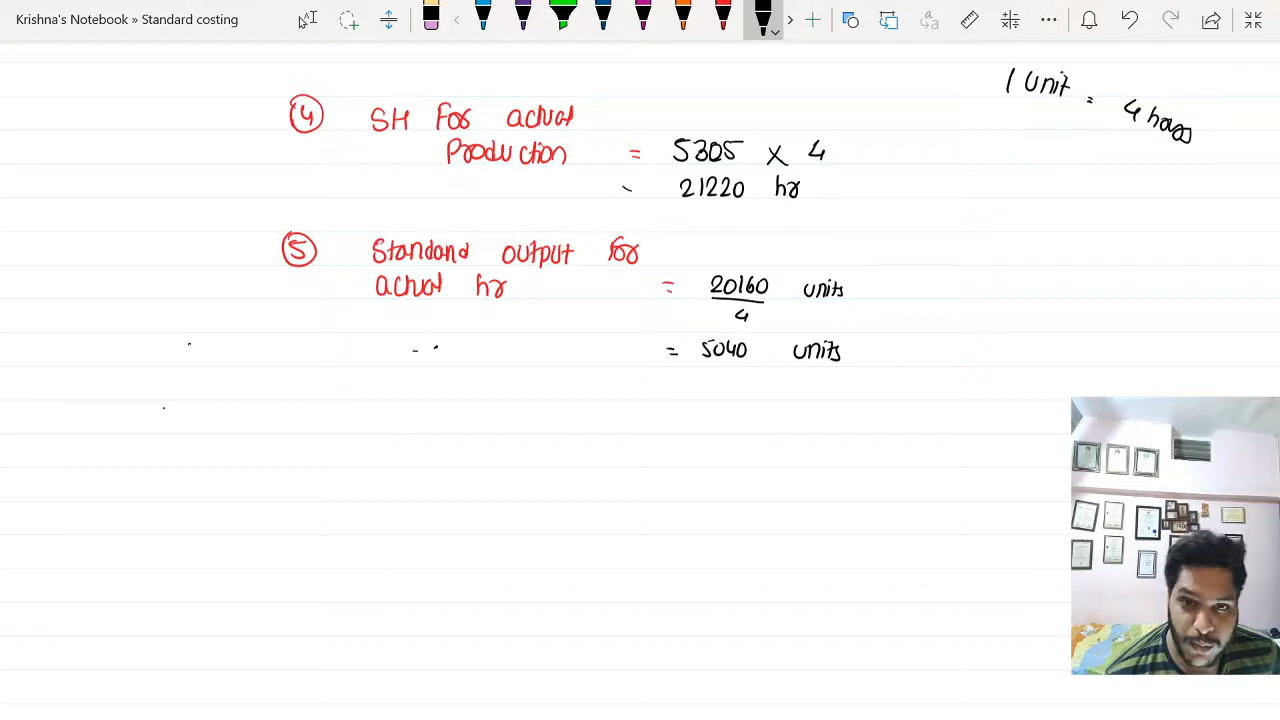 Krishna's Notebook » Standard costing
1 Unit = 4 hours
④ SH For actual
Production = 5305 x 4
= 21220 hr
⑤ Standard output for
actual hr = 20160 units
4
= 5040 units